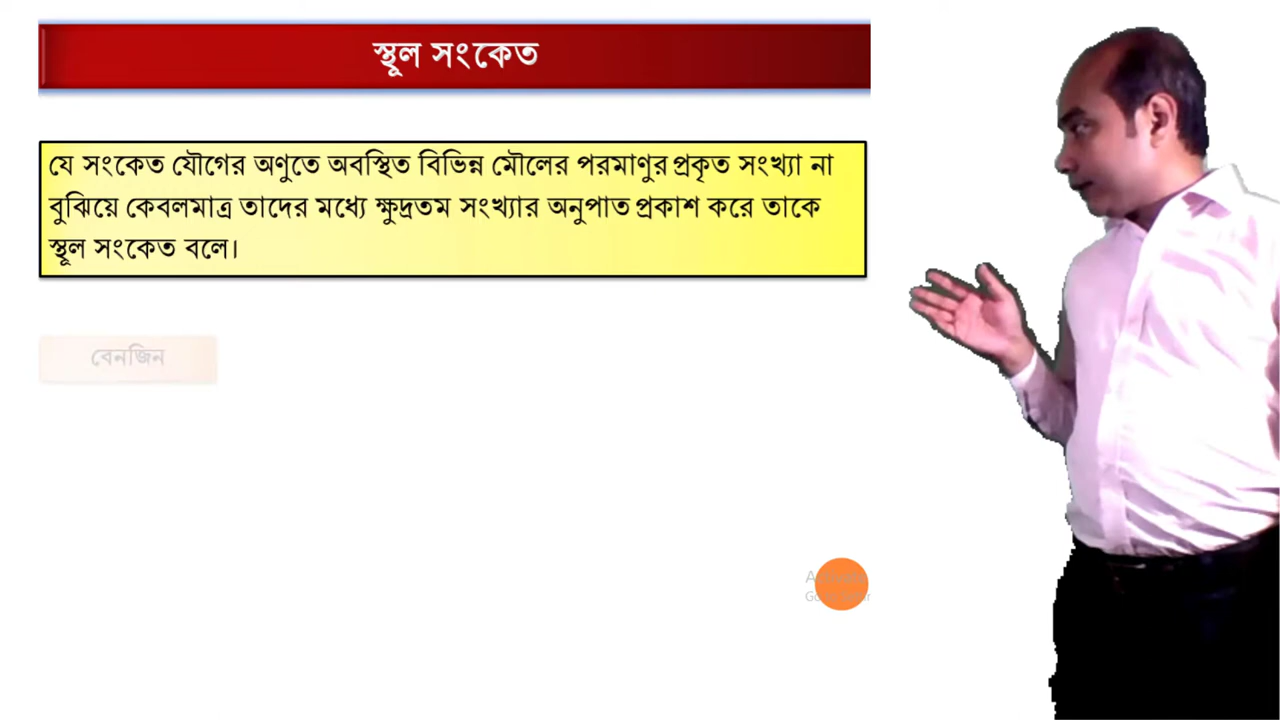 স্থূল সংকেত
যে সংকেত যৌগের অণুতে অবস্থিত বিভিন্ন মৌলের পরমাণুর প্রকৃত সংখ্যা না
বুঝিয়ে কেবলমাত্র তাদের মধ্যে ক্ষুদ্রতম সংখ্যার অনুপাত প্রকাশ করে তাকে
স্থূল সংকেত বলে।
বেনজিন